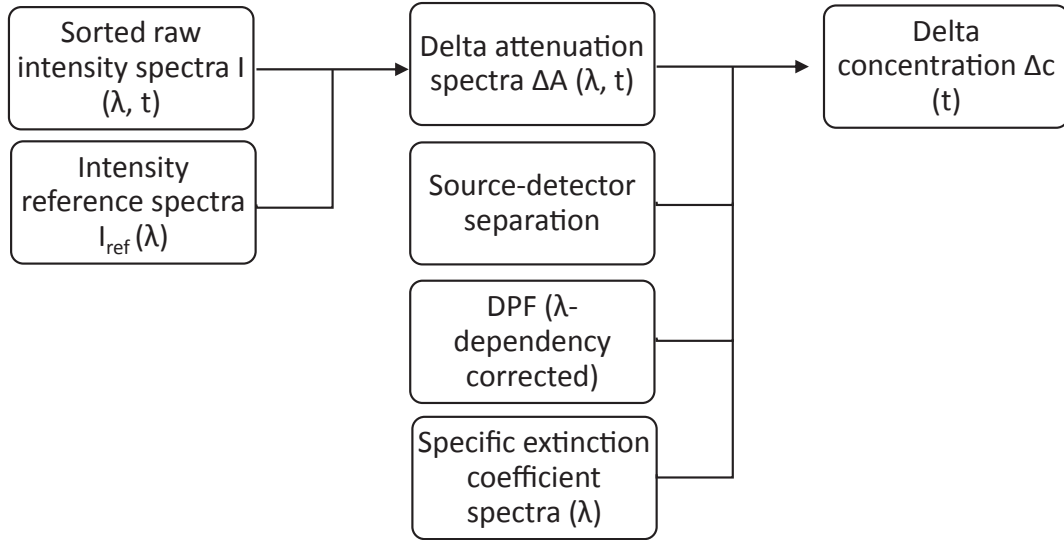 Sorted raw
intensity spectra I
(λ, t)
Intensity
reference spectra
I_ref (λ)
Delta attenuation
spectra ΔA (λ, t)
Source-detector
separation
DPF (λ-
dependency
corrected)
Specific extinction
coefficient
spectra (λ)
Delta
concentration Δc
(t)